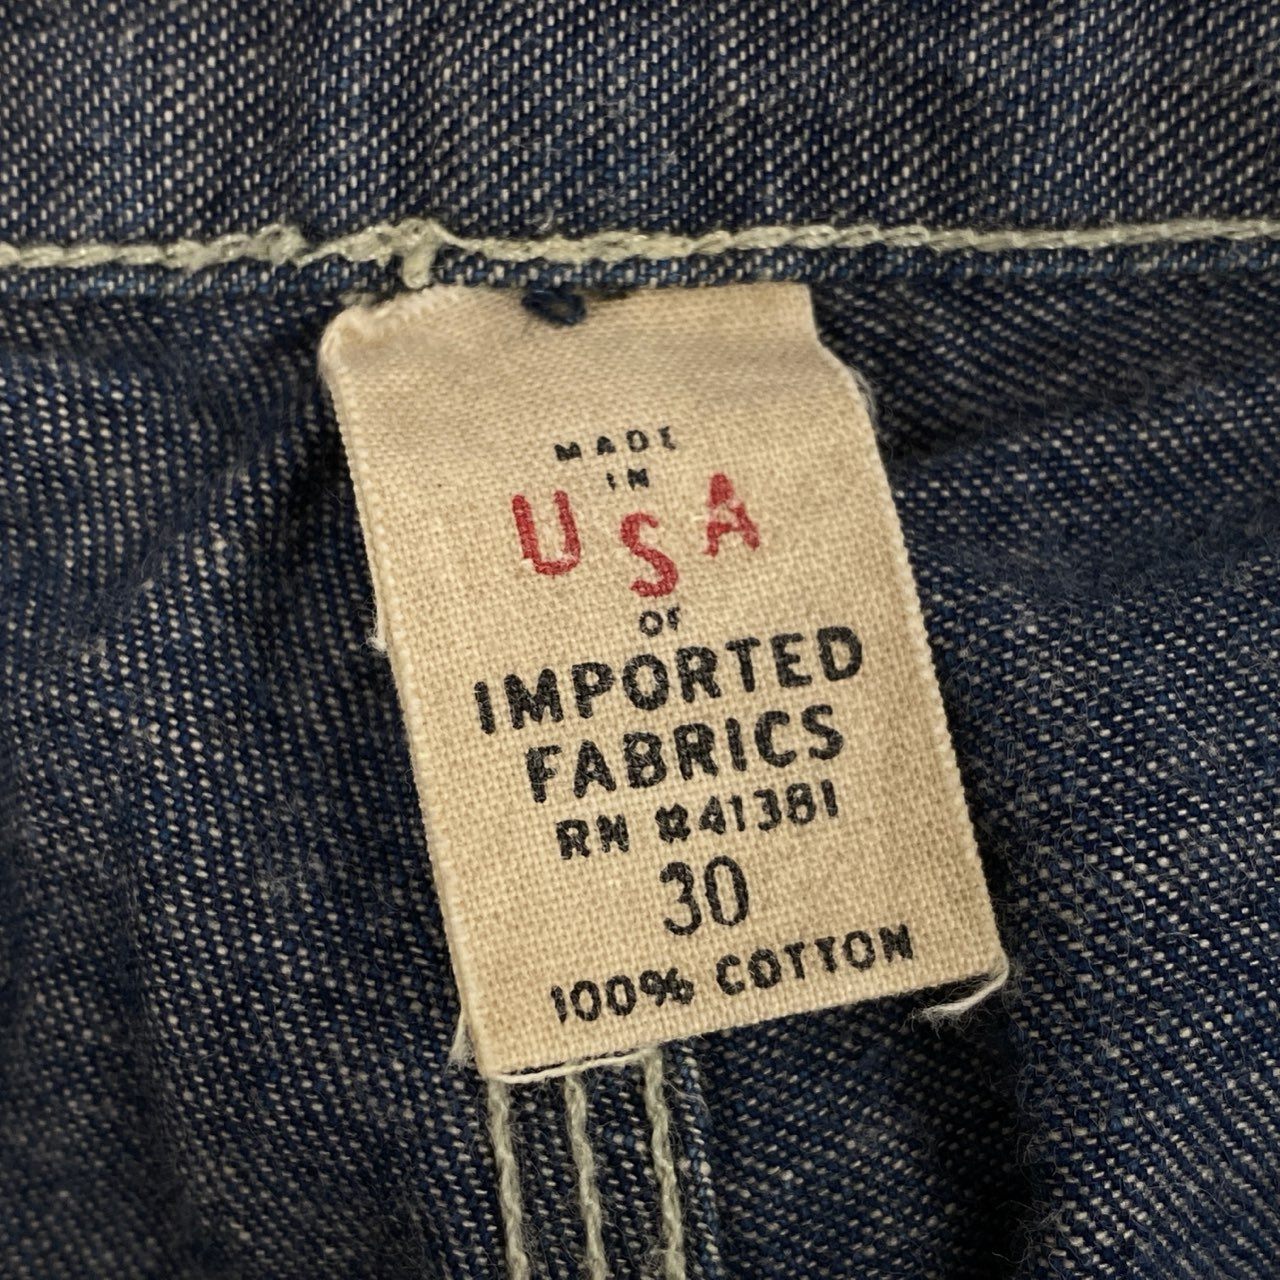 MADE
IN
USA
OF
IMPORTED
FABRICS
RN #41381
30
100% COTTON